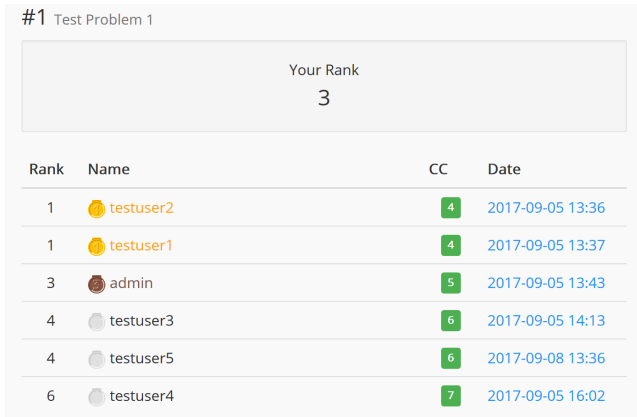 #1 Test Problem 1
Your Rank
3
Rank Name CC Date
1 testuser2 4 2017-09-05 13:36
1 testuser1 4 2017-09-05 13:37
3 admin 5 2017-09-05 13:43
4 testuser3 6 2017-09-05 14:13
4 testuser5 6 2017-09-08 13:36
6 testuser4 7 2017-09-05 16:02